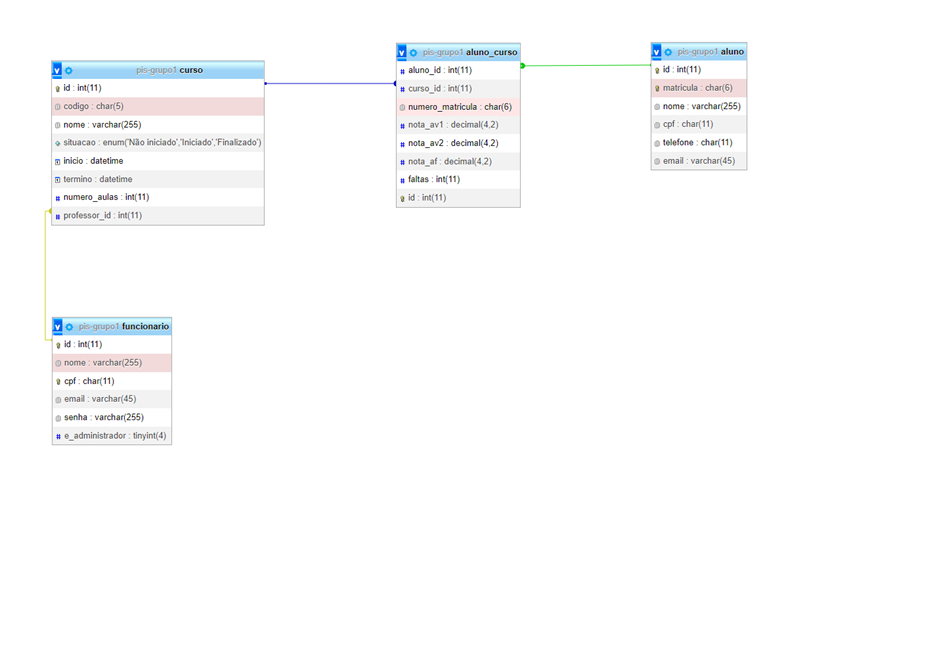 pis-grupo1 curso
id : int(11)
codigo : char(5)
nome : varchar(255)
situacao : enum('Não iniciado','Iniciado','Finalizado')
inicio : datetime
termino : datetime
numero_aulas : int(11)
professor_id : int(11)
pis-grupo1 aluno_curso
aluno_id : int(11)
curso_id : int(11)
numero_matricula : char(6)
nota_av1 : decimal(4,2)
nota_av2 : decimal(4,2)
nota_af : decimal(4,2)
faltas : int(11)
id : int(11)
pis-grupo1 aluno
id : int(11)
matricula : char(6)
nome : varchar(255)
cpf : char(11)
telefone : char(11)
email : varchar(45)
pis-grupo1 funcionario
id : int(11)
nome : varchar(255)
cpf : char(11)
email : varchar(45)
senha : varchar(255)
e_administrador : tinyint(4)